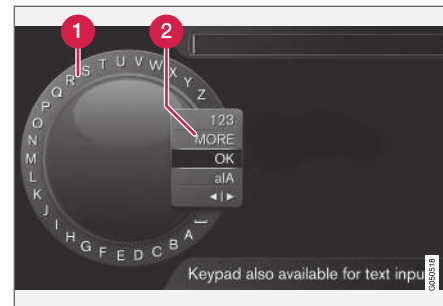 1
2
A B C D E F G H I J K L M N O P Q R S T U V W X Y Z
123
MORE
OK
a|A
◄|►
Keypad also available for text inpu
G050518